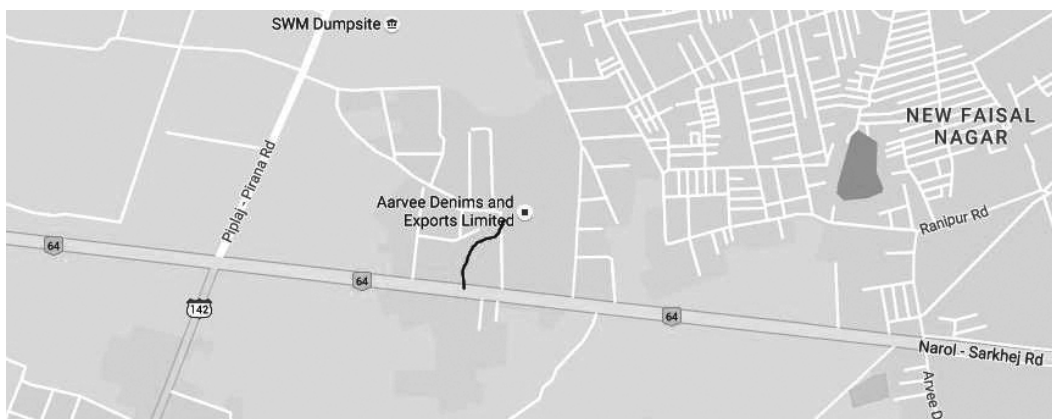 SWM Dumpsite
NEW FAISAL
NAGAR
Piplaj - Pirana Rd
Aarvee Denims and
Exports Limited
Ranipur Rd
64
64
142
64
Narol - Sarkhej Rd
Arvee D